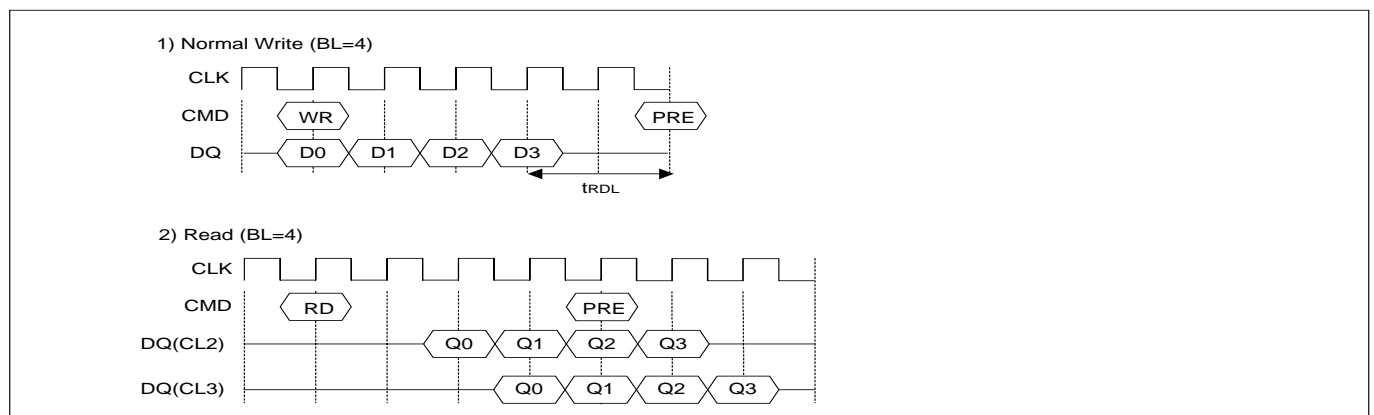 1) Normal Write (BL=4)
CLK
CMD WR PRE
DQ D0 D1 D2 D3
tRDL
2) Read (BL=4)
CLK
CMD RD PRE
DQ(CL2) Q0 Q1 Q2 Q3
DQ(CL3) Q0 Q1 Q2 Q3